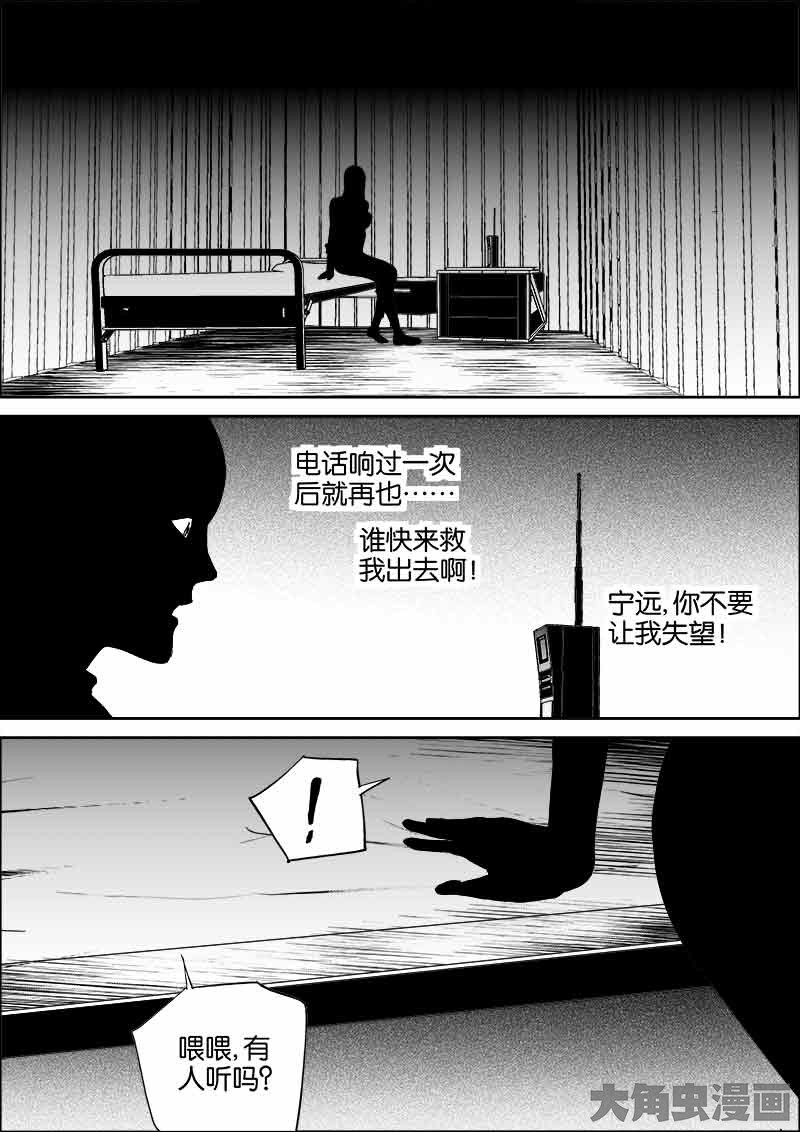 电话响过一次
后就再也……
谁快来救
我出去啊!
宁远,你不要
让我失望!
!
喂喂,有
人听吗?
大角虫漫画